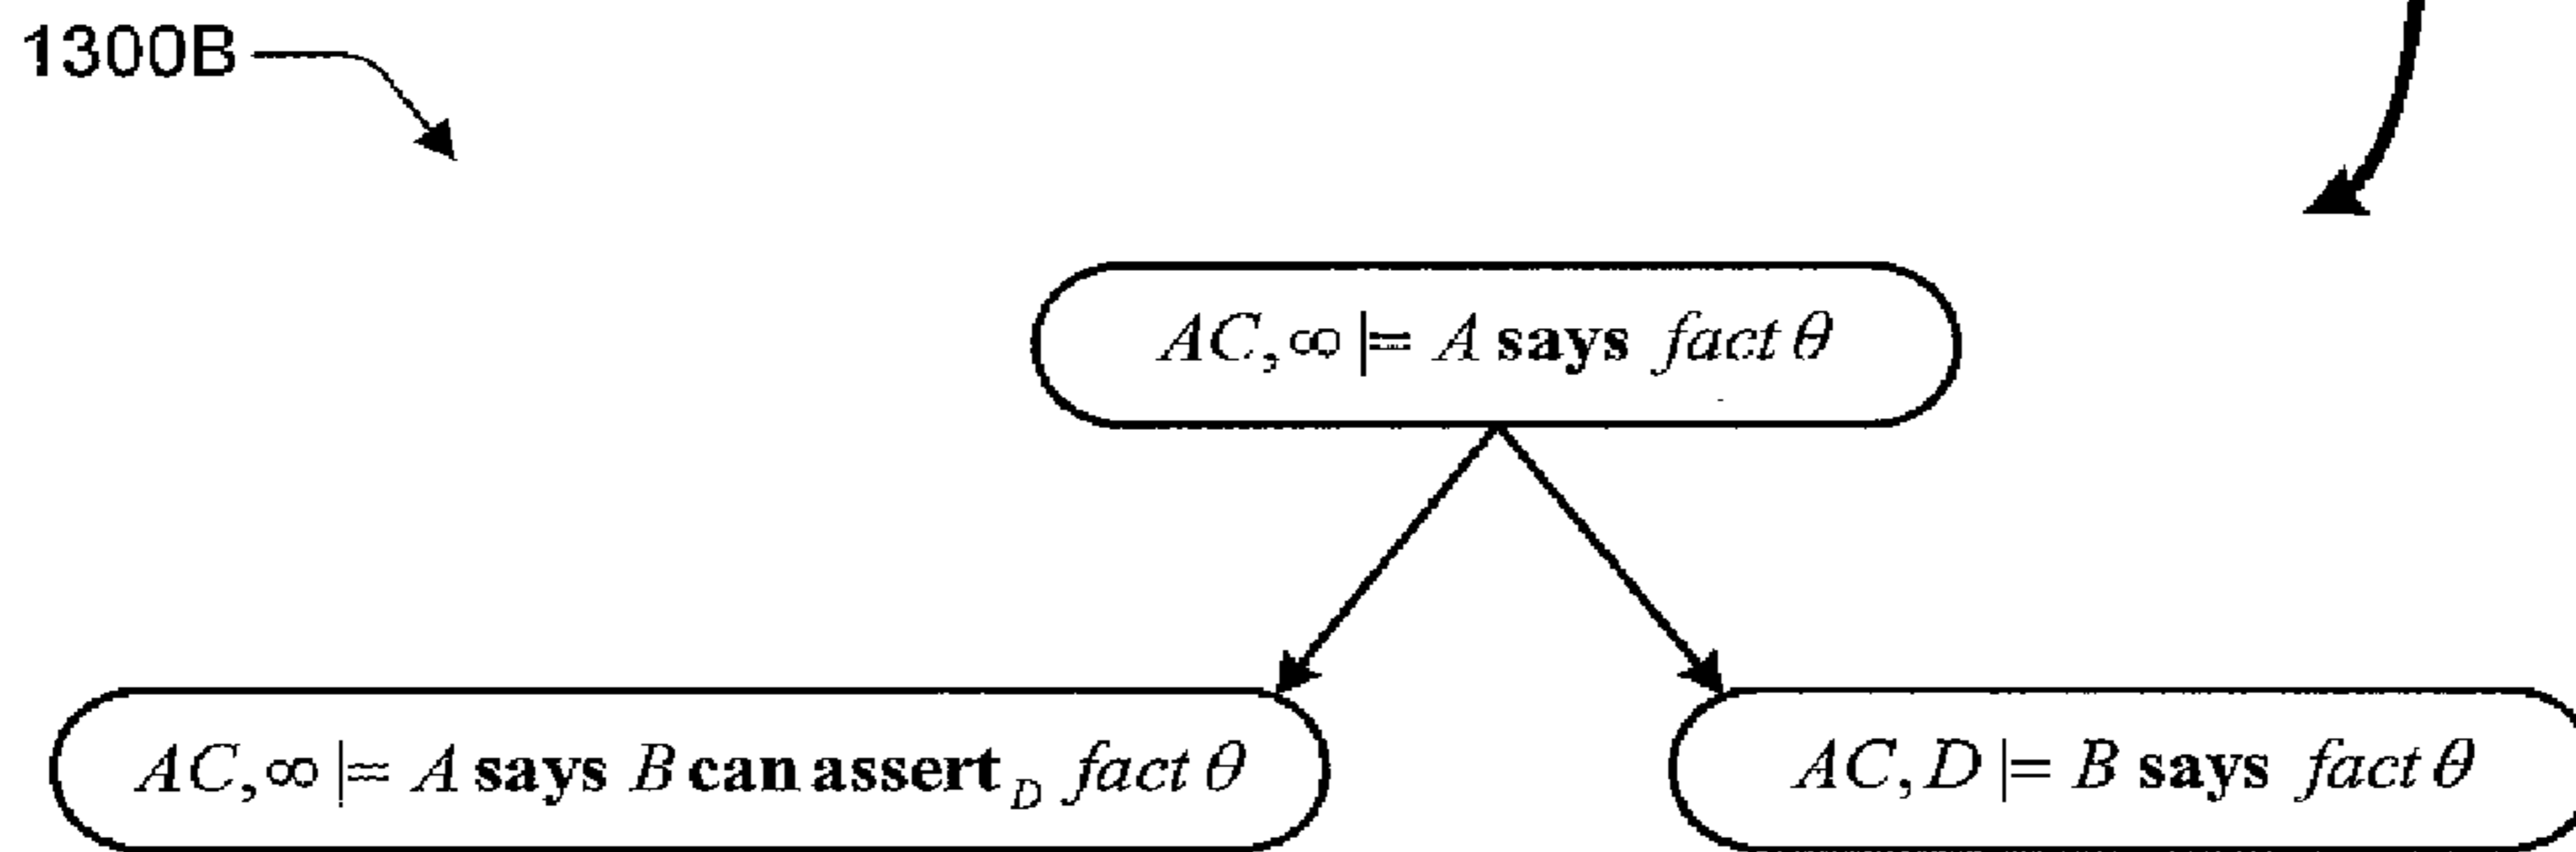 1300B
AC, ∞ |= A says fact θ
AC, ∞ |= A says B can assert_D fact θ
AC, D |= B says fact θ